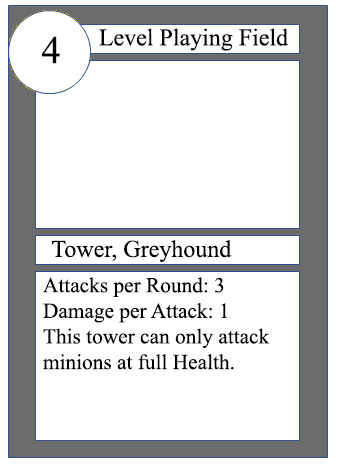 4
Level Playing Field
Tower, Greyhound
Attacks per Round: 3
Damage per Attack: 1
This tower can only attack
minions at full Health.